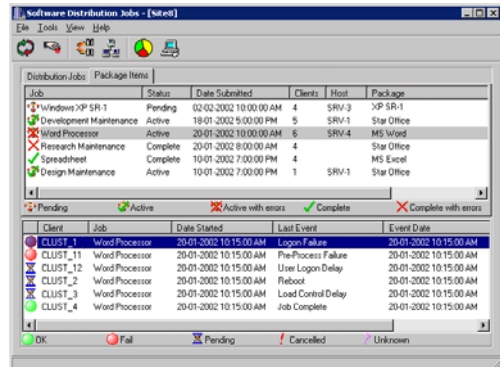 Software Distribution Jobs - [Site8]
File Tools View Help
Distribution Jobs Package Items
Job Status Date Submitted Clients Host Package
Windows XP SR-1 Pending 02-02-2002 10:00:00 AM 4 SRV-3 XP SR-1
Development Maintenance Active 18-01-2002 5:00:00 PM 5 SRV-1 Star Office
Word Processor Active 20-01-2002 10:00:00 AM 6 SRV-4 MS Word
Research Maintenance Complete 20-01-2002 8:00:00 AM 4 Star Office
Spreadsheet Complete 10-01-2002 7:00:00 PM 4 MS Excel
Design Maintenance Active 10-01-2002 7:00:00 PM 1 SRV-1 Star Office
Pending Active Active with errors Complete Complete with errors
Client Job Date Started Last Event Event Date
CLUST_1 Word Processor 20-01-2002 10:15:00 AM Logon Failure 20-01-2002 10:15:00 AM
CLUST_11 Word Processor 20-01-2002 10:15:00 AM Pre-Process Failure 20-01-2002 10:15:00 AM
CLUST_12 Word Processor 20-01-2002 10:15:00 AM User Logon Delay 20-01-2002 10:15:00 AM
CLUST_2 Word Processor 20-01-2002 10:15:00 AM Reboot 20-01-2002 10:15:00 AM
CLUST_3 Word Processor 20-01-2002 10:15:00 AM Load Control Delay 20-01-2002 10:15:00 AM
CLUST_4 Word Processor 20-01-2002 10:15:00 AM Job Complete 20-01-2002 10:15:00 AM
OK Fail Pending Cancelled Unknown